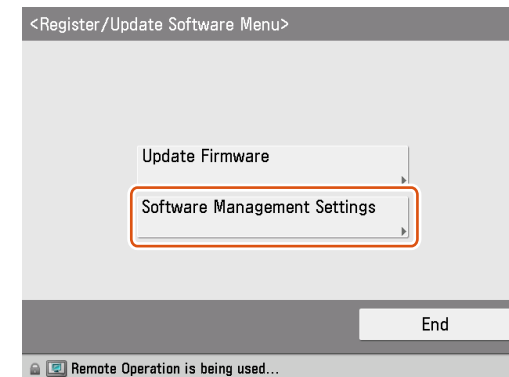 <Register/Update Software Menu>
Update Firmware
Software Management Settings
End
Remote Operation is being used...